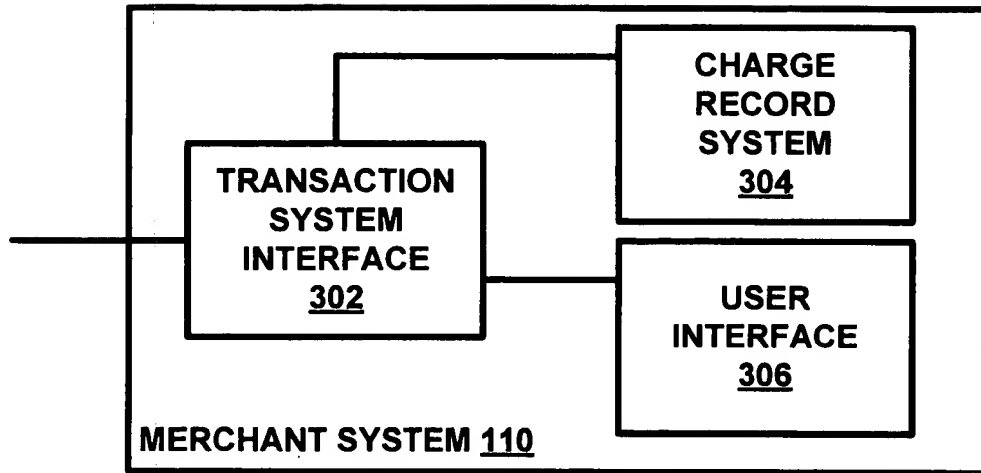 CHARGE
RECORD
SYSTEM
304
TRANSACTION
SYSTEM
INTERFACE
302
USER
INTERFACE
306
MERCHANT SYSTEM 110